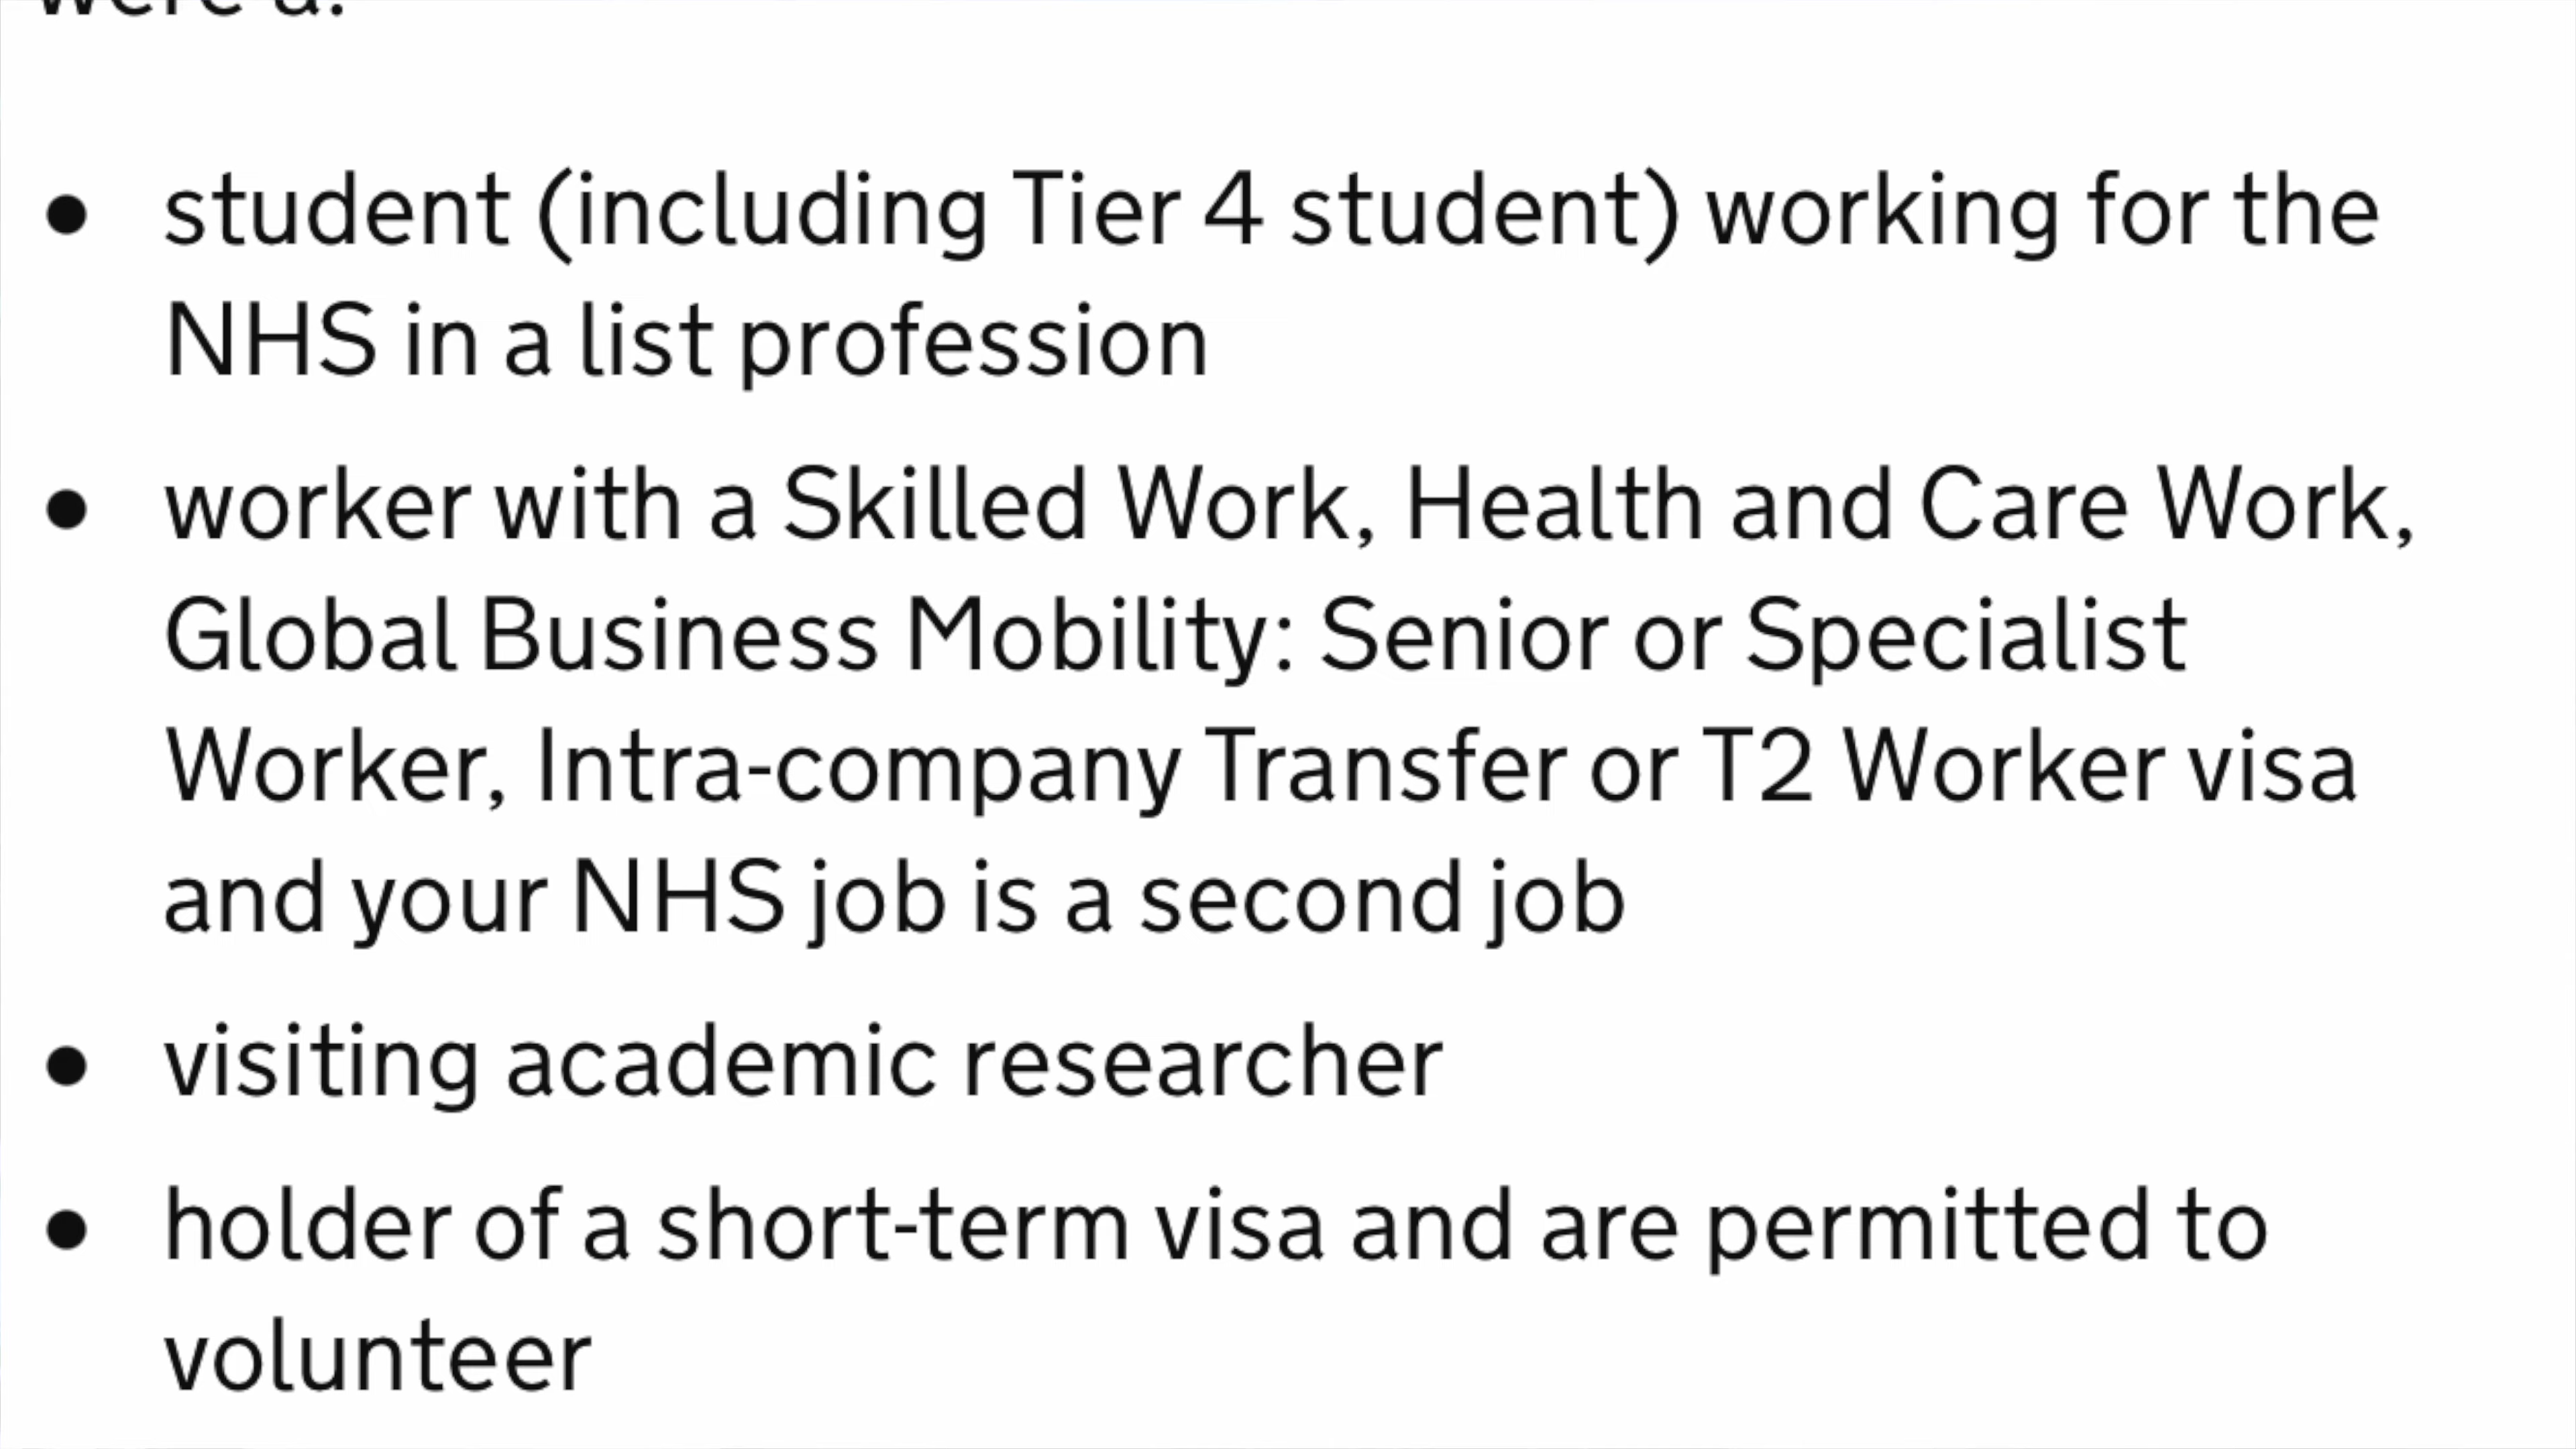 were a:
• student (including Tier 4 student) working for the
NHS in a list profession
• worker with a Skilled Work, Health and Care Work,
Global Business Mobility: Senior or Specialist
Worker, Intra-company Transfer or T2 Worker visa
and your NHS job is a second job
• visiting academic researcher
• holder of a short-term visa and are permitted to
volunteer